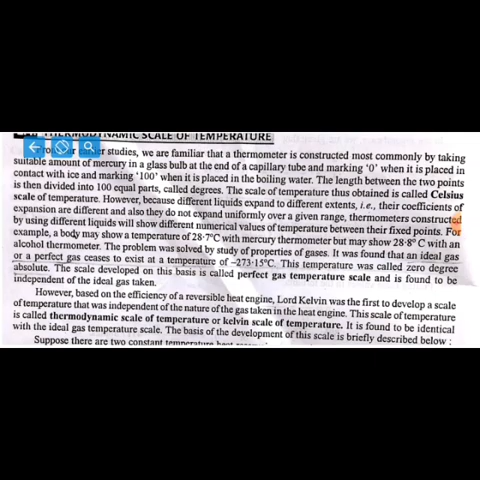 THERMODYNAMIC SCALE OF TEMPERATURE
studies, we are familiar that a thermometer is constructed most commonly by taking
suitable amount of mercury in a glass bulb at the end of a capillary tube and marking '0' when it is placed in
contact with ice and marking '100' when it is placed in the boiling water. The length between the two points
is then divided into 100 equal parts, called degrees. The scale of temperature thus obtained is called Celsius
scale of temperature. However, because different liquids expand to different extents, i.e., their coefficients of
expansion are different and also they do not expand uniformly over a given range, thermometers constructed
by using different liquids will show different numerical values of temperature between their fixed points. For
example, a body may show a temperature of 28·7°C with mercury thermometer but may show 28·8°C with an
alcohol thermometer. The problem was solved by study of properties of gases. It was found that an ideal gas
or a perfect gas ceases to exist at a temperature of –273·15°C. This temperature was called zero degree
absolute. The scale developed on this basis is called perfect gas temperature scale and is found to be
independent of the ideal gas taken.
However, based on the efficiency of a reversible heat engine, Lord Kelvin was the first to develop a scale
of temperature that was independent of the nature of the gas taken in the heat engine. This scale of temperature
is called thermodynamic scale of temperature or kelvin scale of temperature. It is found to be identical
with the ideal gas temperature scale. The basis of the development of this scale is briefly described below :
Suppose there are two constant temperature heat